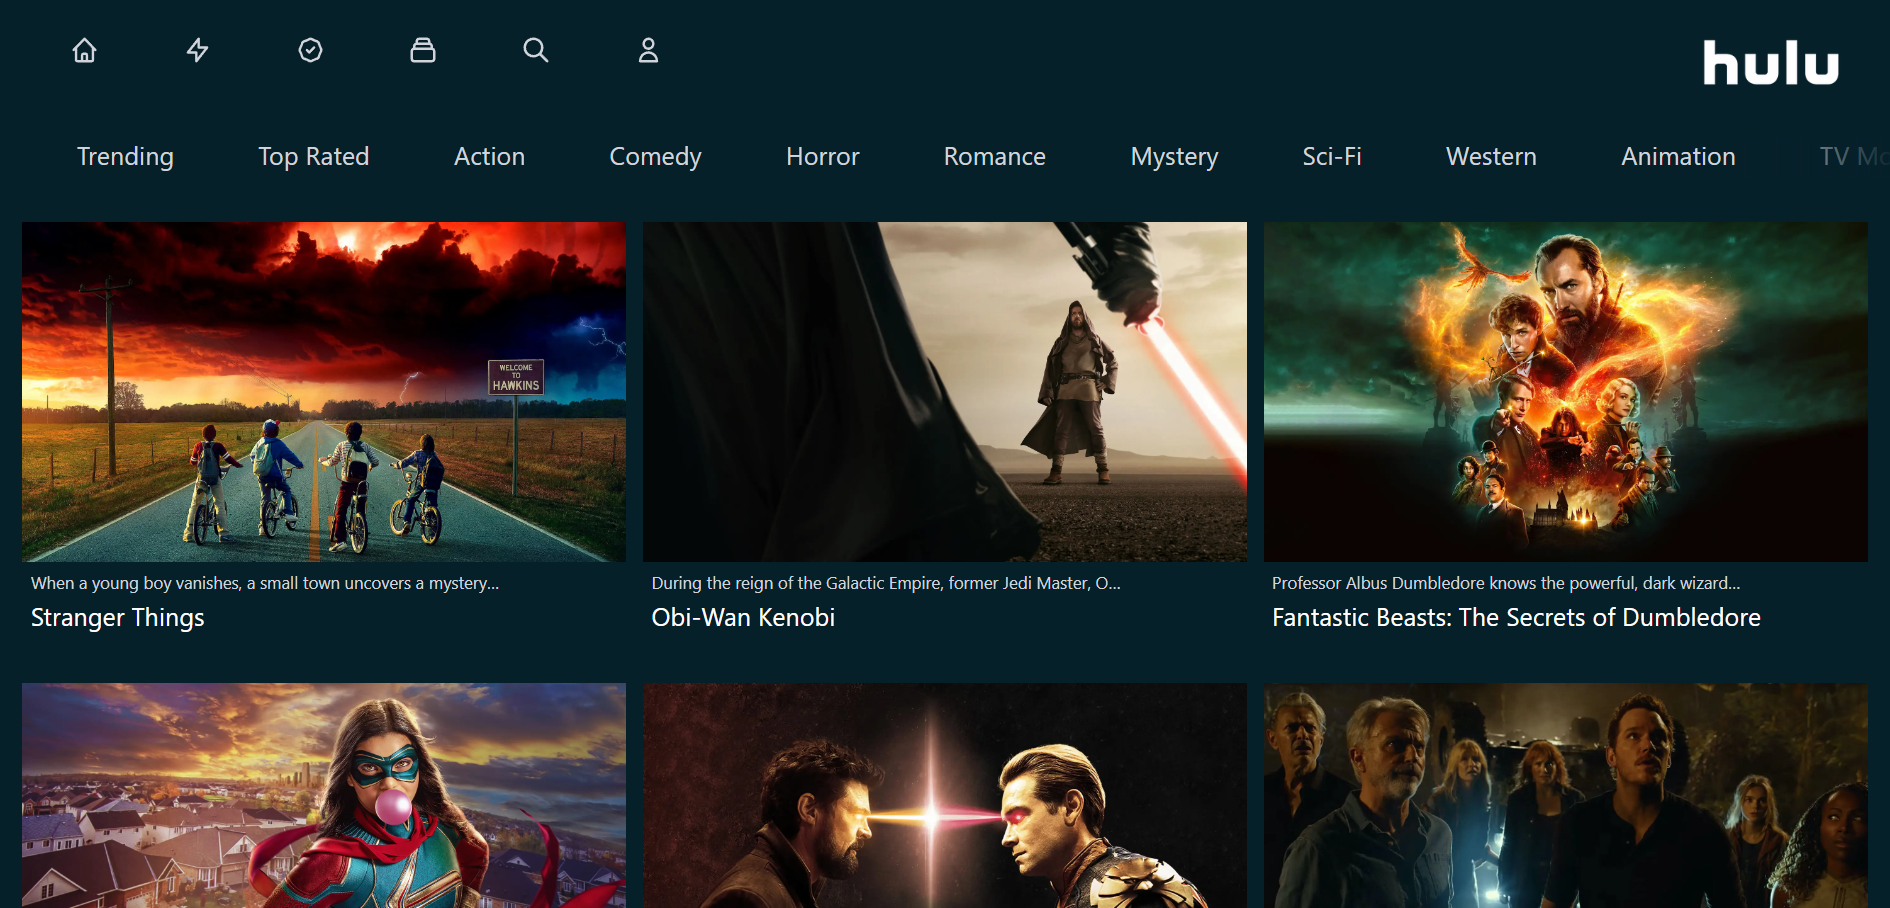 hulu
Trending Top Rated Action Comedy Horror Romance Mystery Sci-Fi Western Animation TV
WELCOME
TO
HAWKINS
When a young boy vanishes, a small town uncovers a mystery...
Stranger Things
During the reign of the Galactic Empire, former Jedi Master, O...
Obi-Wan Kenobi
Professor Albus Dumbledore knows the powerful, dark wizard...
Fantastic Beasts: The Secrets of Dumbledore